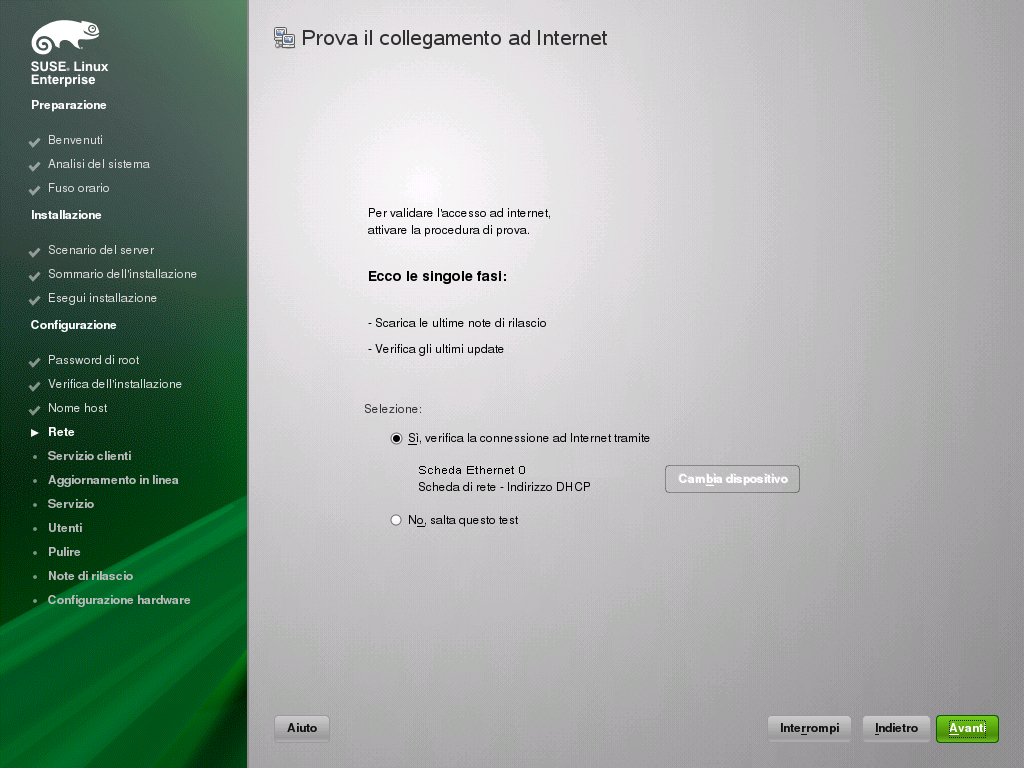 SUSE® Linux
Enterprise
Preparazione
Benvenuti
Analisi del sistema
Fuso orario
Installazione
Scenario del server
Sommario dell'installazione
Esegui installazione
Configurazione
Password di root
Verifica dell'installazione
Nome host
Rete
Servizio clienti
Aggiornamento in linea
Servizio
Utenti
Pulire
Note di rilascio
Configurazione hardware
Prova il collegamento ad Internet
Per validare l'accesso ad internet,
attivare la procedura di prova.
Ecco le singole fasi:
- Scarica le ultime note di rilascio
- Verifica gli ultimi update
Selezione:
Sì, verifica la connessione ad Internet tramite
Scheda Ethernet 0
Scheda di rete - Indirizzo DHCP
Cambia dispositivo
No, salta questo test
Aiuto
Interrompi
Indietro
Avanti